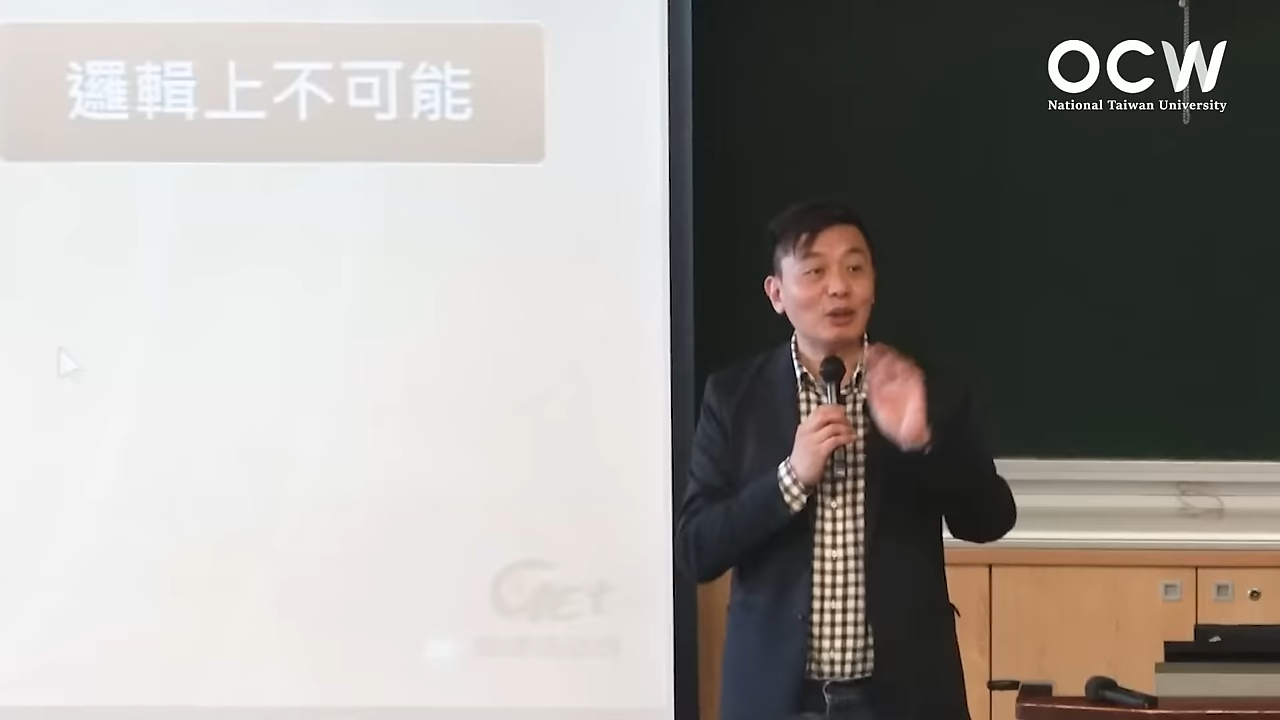 邏輯上不可能
OCW
National Taiwan University